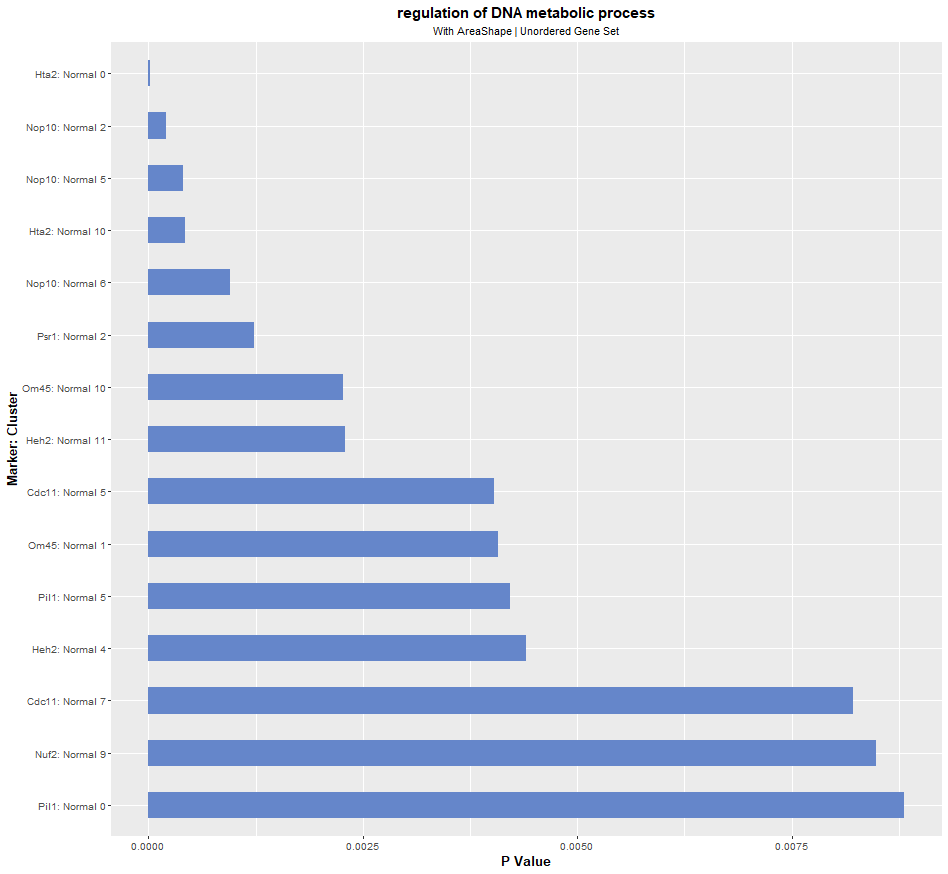 regulation of DNA metabolic process
With AreaShape | Unordered Gene Set
Marker: Cluster
Hta2: Normal 0
Nop10: Normal 2
Nop10: Normal 5
Hta2: Normal 10
Nop10: Normal 6
Psr1: Normal 2
Om45: Normal 10
Heh2: Normal 11
Cdc11: Normal 5
Om45: Normal 1
Pil1: Normal 5
Heh2: Normal 4
Cdc11: Normal 7
Nuf2: Normal 9
Pil1: Normal 0
0.0000 0.0025 0.0050 0.0075
P Value